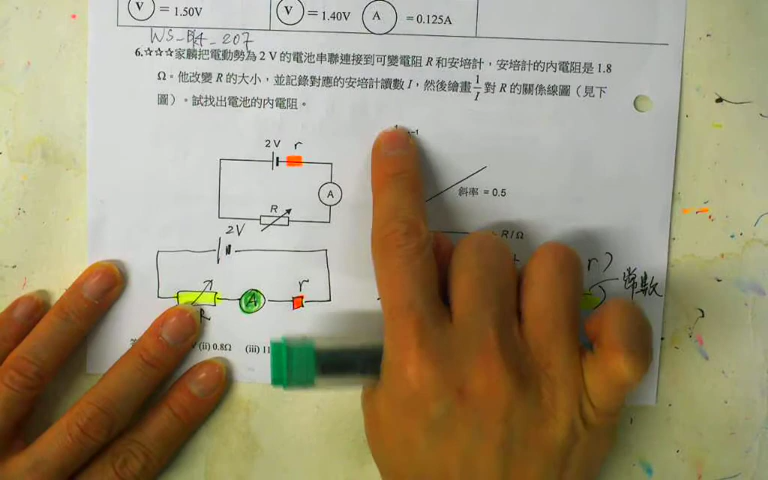 V = 1.50V
V = 1.40V A = 0.125A
6.☆☆☆家麟把電動勢為 2 V 的電池串聯連接到可變電阻 R 和安培計,安培計的內電阻是 1.8
Ω。他改變 R 的大小,並記錄對應的安培計讀數 I,然後繪畫 1/I 對 R 的關係線圖(見下
圖)。試找出電池的內電阻。
2 V r
A
R
斜率 = 0.5
R / Ω
2V
r
A
R
r)
常數
(ii) 0.8Ω (iii) 11